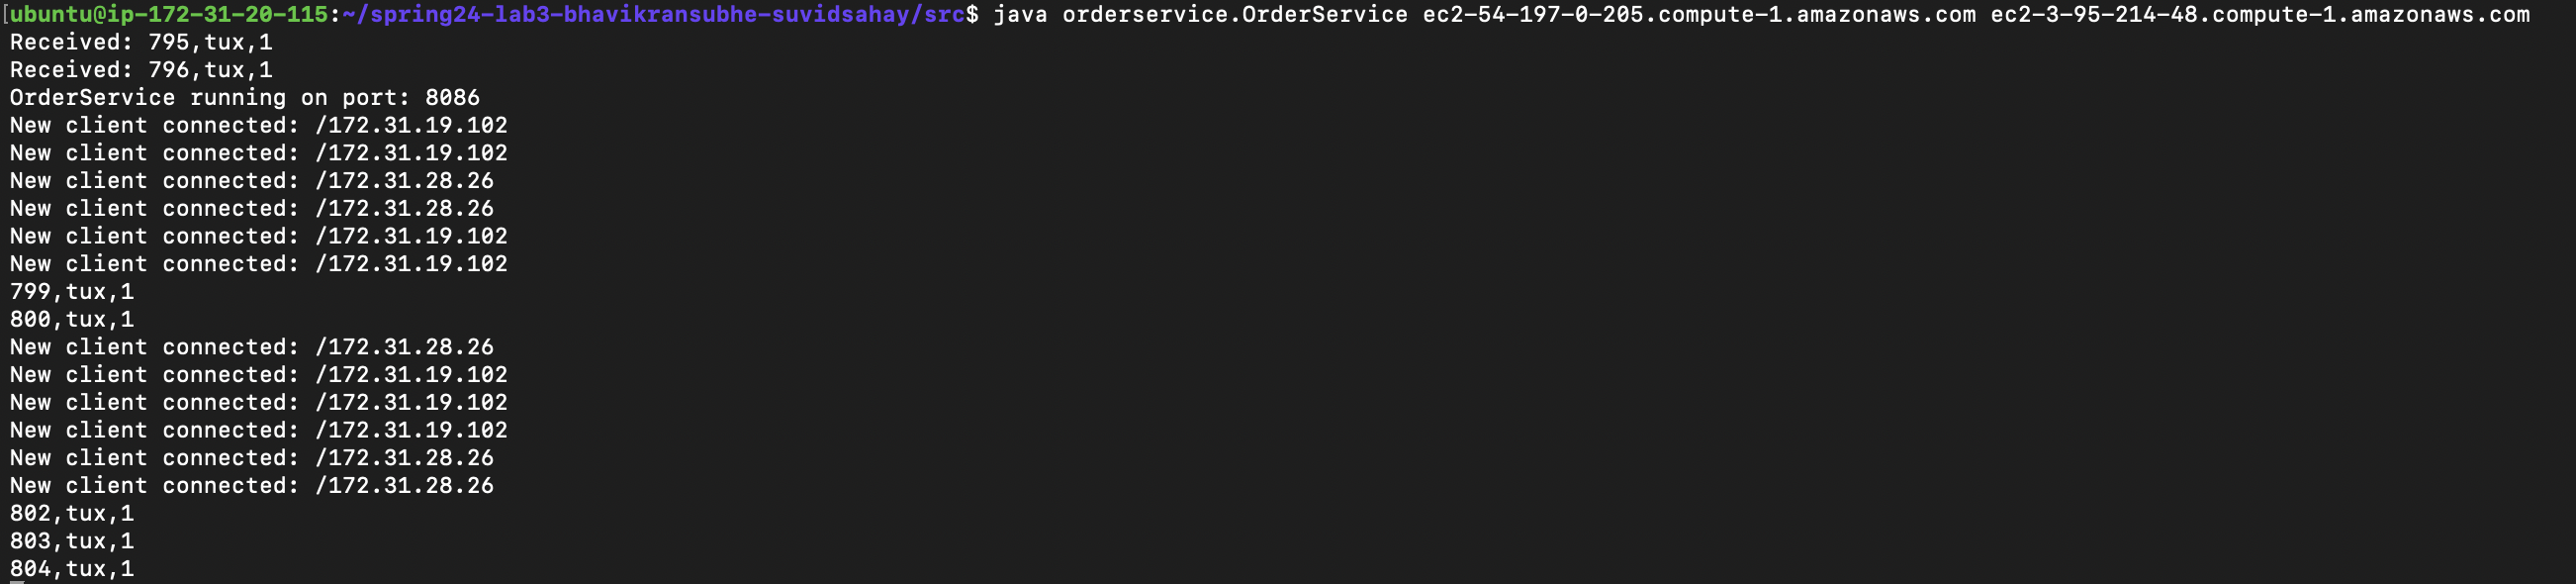 [ubuntu@ip-172-31-20-115:~/spring24-lab3-bhavikransubhe-suvidsahay/src$ java orderservice.OrderService ec2-54-197-0-205.compute-1.amazonaws.com ec2-3-95-214-48.compute-1.amazonaws.com
Received: 795,tux,1
Received: 796,tux,1
OrderService running on port: 8086
New client connected: /172.31.19.102
New client connected: /172.31.19.102
New client connected: /172.31.28.26
New client connected: /172.31.28.26
New client connected: /172.31.19.102
New client connected: /172.31.19.102
799,tux,1
800,tux,1
New client connected: /172.31.28.26
New client connected: /172.31.19.102
New client connected: /172.31.19.102
New client connected: /172.31.19.102
New client connected: /172.31.28.26
New client connected: /172.31.28.26
802,tux,1
803,tux,1
804,tux,1